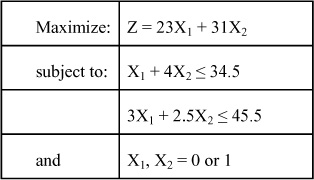 Maximize: Z = 23X₁ + 31X₂
subject to: X₁ + 4X₂ ≤ 34.5
3X₁ + 2.5X₂ ≤ 45.5
and X₁, X₂ = 0 or 1